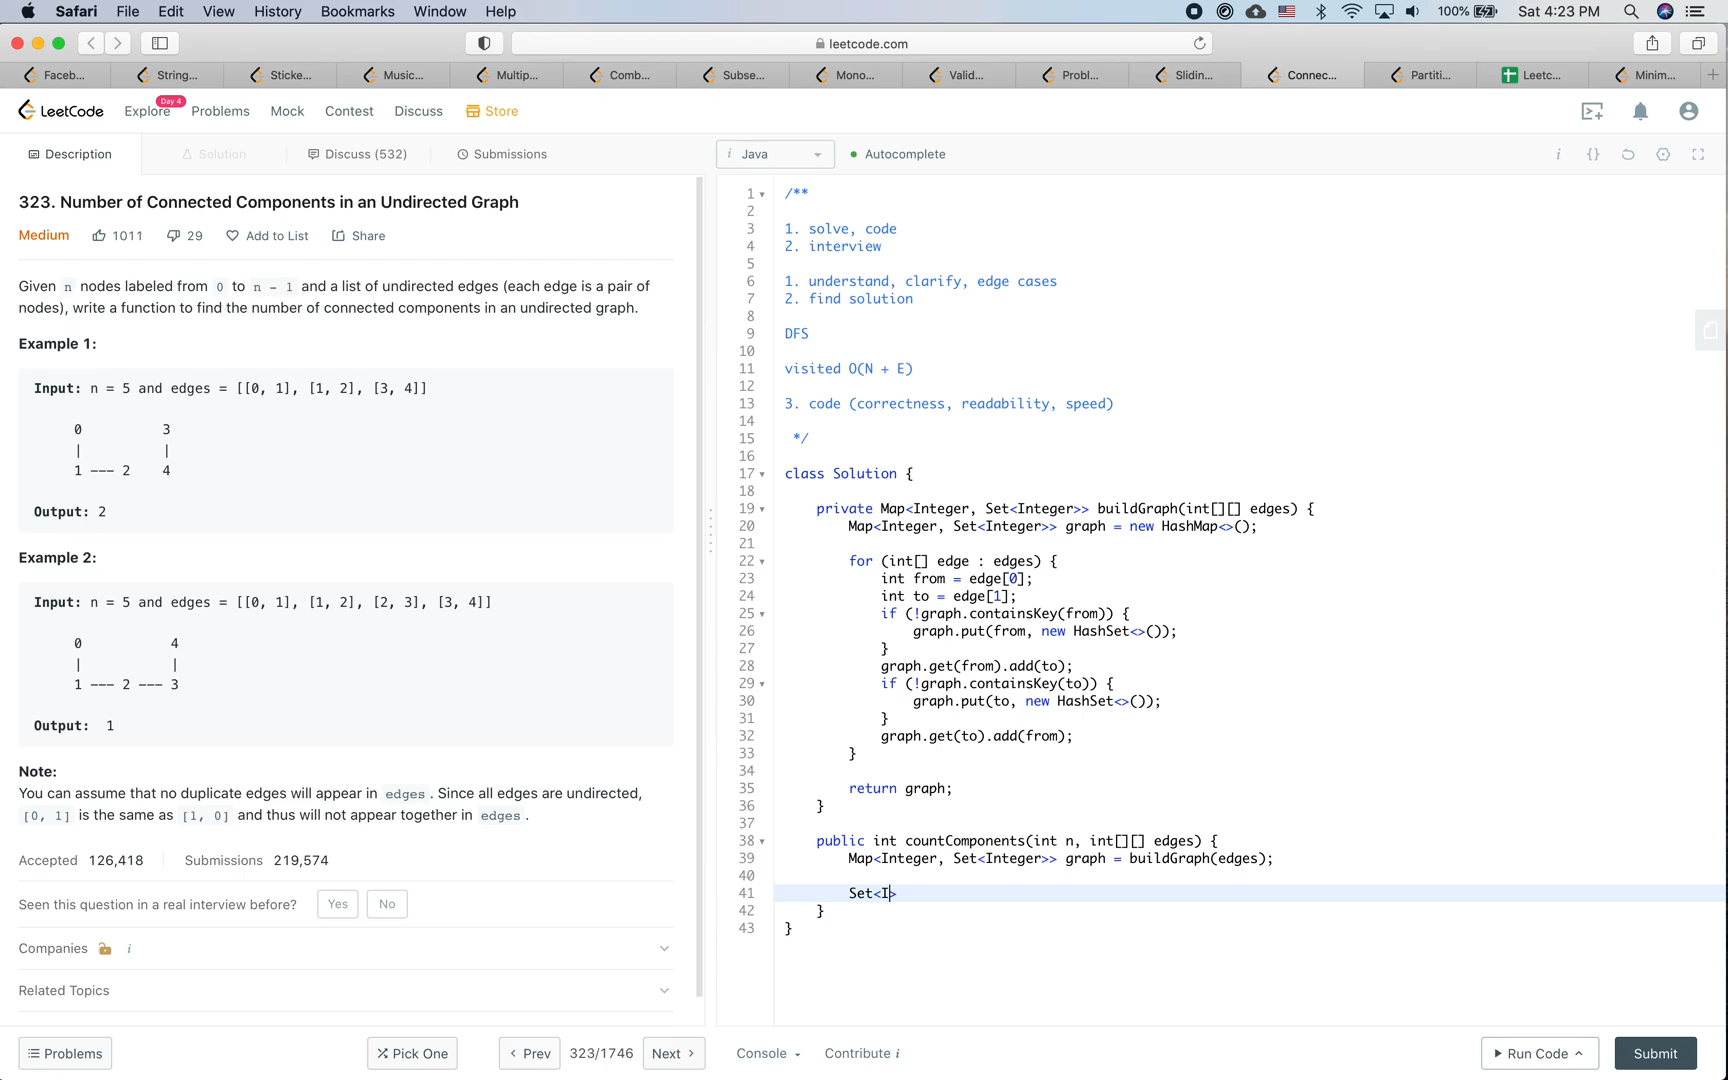 Safari File Edit View History Bookmarks Window Help 100% Sat 4:23 PM
leetcode.com
Faceb... String... Sticke... Music... Multip... Comb... Subse... Mono... Valid... Probl... Slidin... Connec... Partiti... Leetc... Minim...
LeetCode Explore Day 4 Problems Mock Contest Discuss Store
Description Solution Discuss (532) Submissions
i Java Autocomplete
323. Number of Connected Components in an Undirected Graph
Medium 1011 29 Add to List Share
Given n nodes labeled from 0 to n - 1 and a list of undirected edges (each edge is a pair of
nodes), write a function to find the number of connected components in an undirected graph.
Example 1:
Input: n = 5 and edges = [[0, 1], [1, 2], [3, 4]]
0 3
| |
1 --- 2 4
Output: 2
Example 2:
Input: n = 5 and edges = [[0, 1], [1, 2], [2, 3], [3, 4]]
0 4
| |
1 --- 2 --- 3
Output: 1
Note:
You can assume that no duplicate edges will appear in edges. Since all edges are undirected,
[0, 1] is the same as [1, 0] and thus will not appear together in edges.
Accepted 126,418 Submissions 219,574
Seen this question in a real interview before? Yes No
Companies i
Related Topics
Problems Pick One Prev 323/1746 Next
1 /**
2
3 1. solve, code
4 2. interview
5
6 1. understand, clarify, edge cases
7 2. find solution
8
9 DFS
10
11 visited O(N + E)
12
13 3. code (correctness, readability, speed)
14
15 */
16
17 class Solution {
18
19 private Map<Integer, Set<Integer>> buildGraph(int[][] edges) {
20 Map<Integer, Set<Integer>> graph = new HashMap<>();
21
22 for (int[] edge : edges) {
23 int from = edge[0];
24 int to = edge[1];
25 if (!graph.containsKey(from)) {
26 graph.put(from, new HashSet<>());
27 }
28 graph.get(from).add(to);
29 if (!graph.containsKey(to)) {
30 graph.put(to, new HashSet<>());
31 }
32 graph.get(to).add(from);
33 }
34
35 return graph;
36 }
37
38 public int countComponents(int n, int[][] edges) {
39 Map<Integer, Set<Integer>> graph = buildGraph(edges);
40
41 Set<I>
42 }
43 }
Console Contribute i Run Code Submit